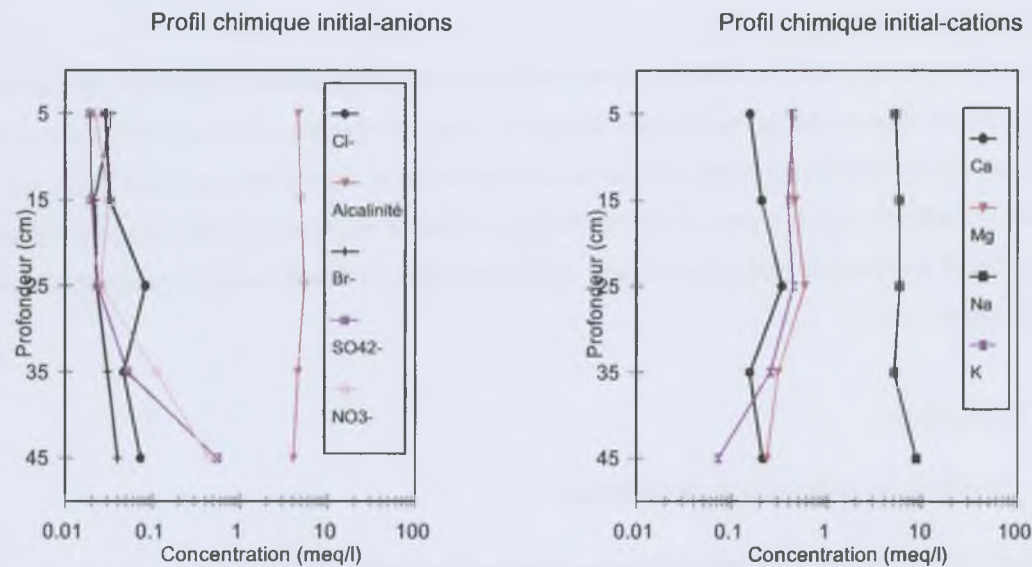 Profil chimique initial-anions
Profondeur (cm)
5
15
25
35
45
0.01
0.1
1
10
100
Concentration (meq/l)
Cl-
Alcalinité
Br-
SO42-
NO3-
Profil chimique initial-cations
Profondeur (cm)
5
15
25
35
45
0.01
0.1
1
10
100
Concentration (meq/l)
Ca
Mg
Na
K